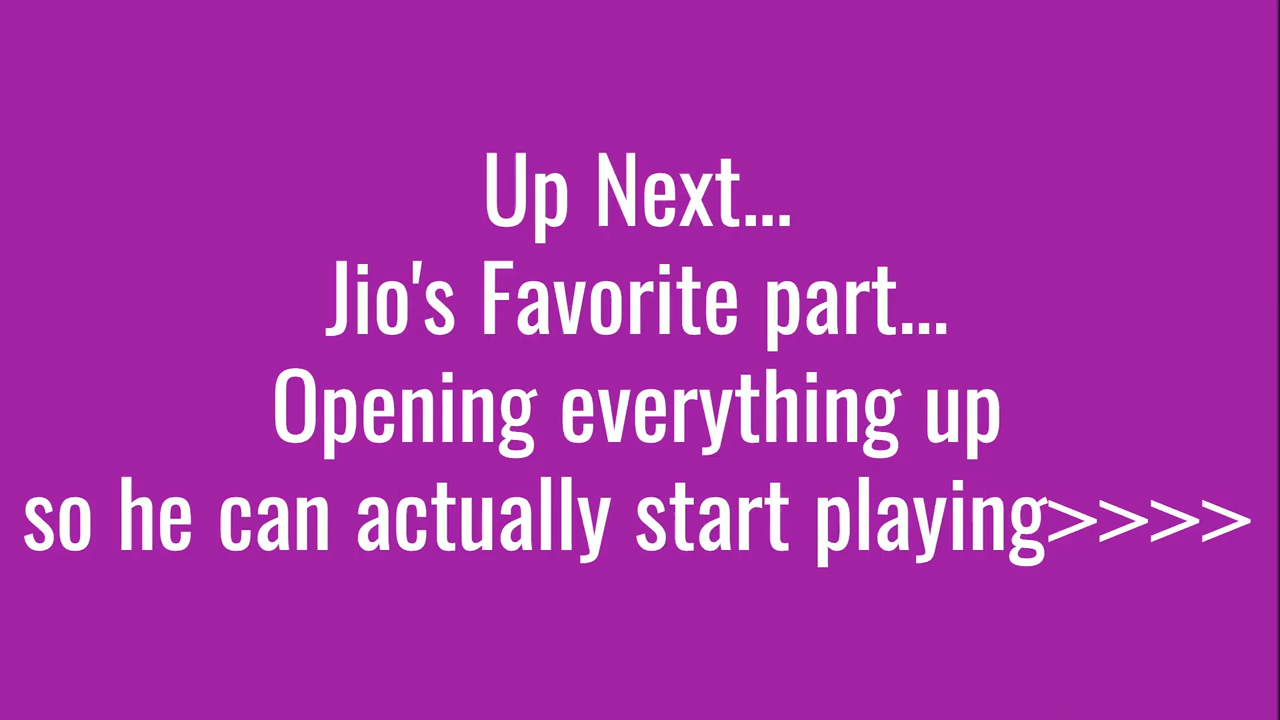 Up Next...
Jio's Favorite part...
Opening everything up
so he can actually start playing>>>>